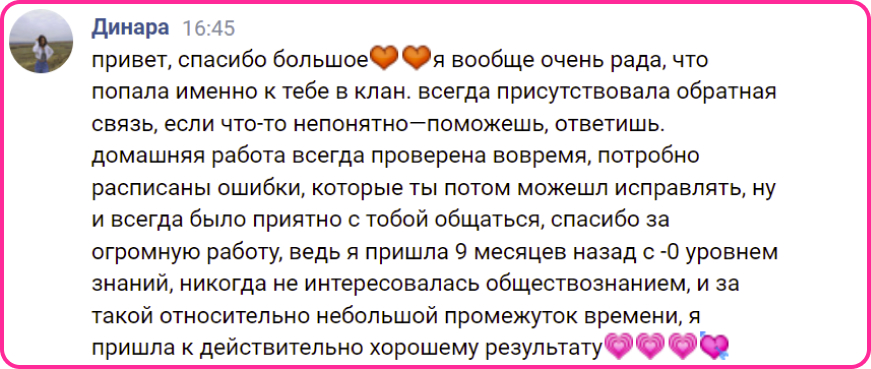 Динара 16:45
привет, спасибо большое🧡🧡я вообще очень рада, что
попала именно к тебе в клан. всегда присутствовала обратная
связь, если что-то непонятно—поможешь, ответишь.
домашняя работа всегда проверена вовремя, потробно
расписаны ошибки, которые ты потом можешл исправлять, ну
и всегда было приятно с тобой общаться, спасибо за
огромную работу, ведь я пришла 9 месяцев назад с -0 уровнем
знаний, никогда не интересовалась обществознанием, и за
такой относительно небольшой промежуток времени, я
пришла к действительно хорошему результату💗💗💗💘